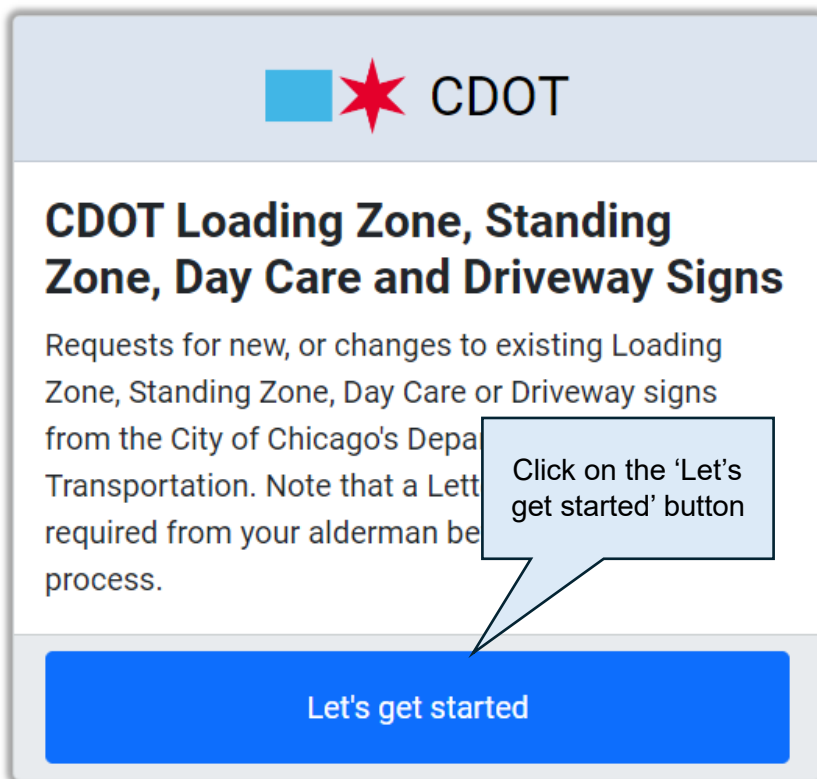 CDOT
CDOT Loading Zone, Standing
Zone, Day Care and Driveway Signs
Requests for new, or changes to existing Loading
Zone, Standing Zone, Day Care or Driveway signs
from the City of Chicago's
Transportation. Note that a
required from your alderman
process.
Click on the ‘Let’s
get started’ button
Let's get started